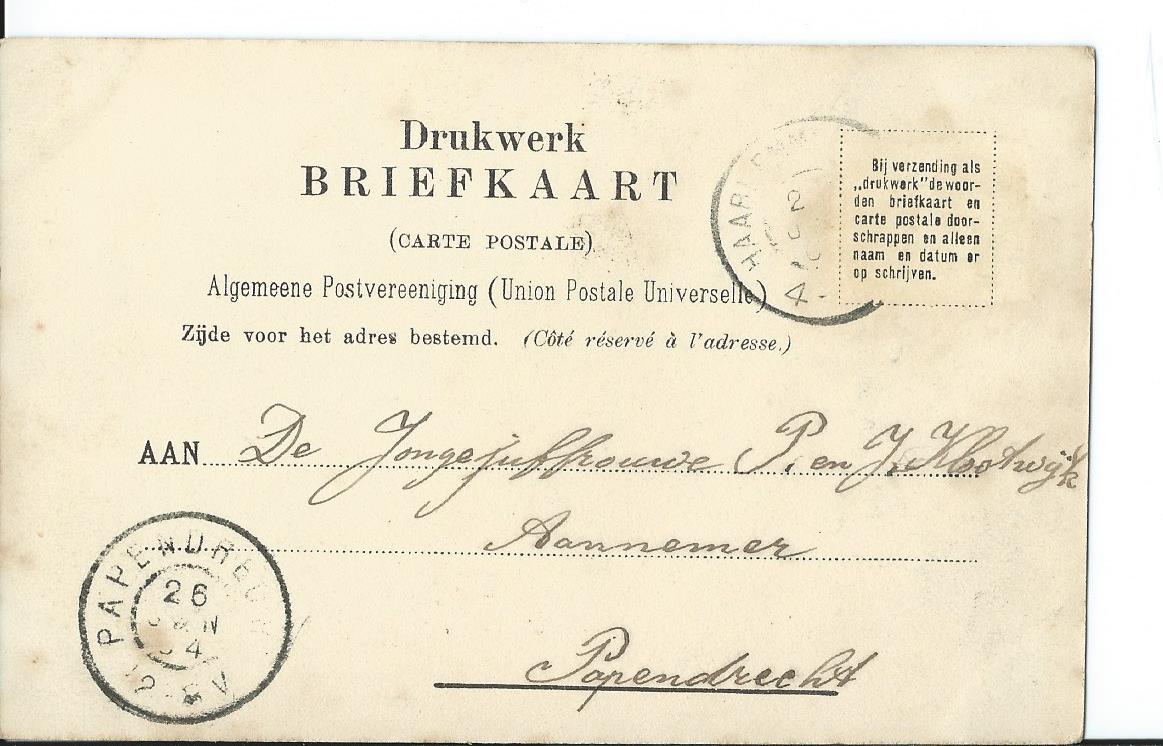 Drukwerk
BRIEFKAART
(CARTE POSTALE)
Algemeene Postvereeniging (Union Postale Universelle)
Zijde voor het adres bestemd. (Côté réservé à l'adresse.)
Bij verzending als
„drukwerk" de woor-
den briefkaart en
carte postale door-
schrappen en alleen
naam en datum er
op schrijven.
AAN De Jongejuffrouwe P. en J. Klootwijk
Aannemer
Papendrecht
PAPENDRECHT
26
JAN
04